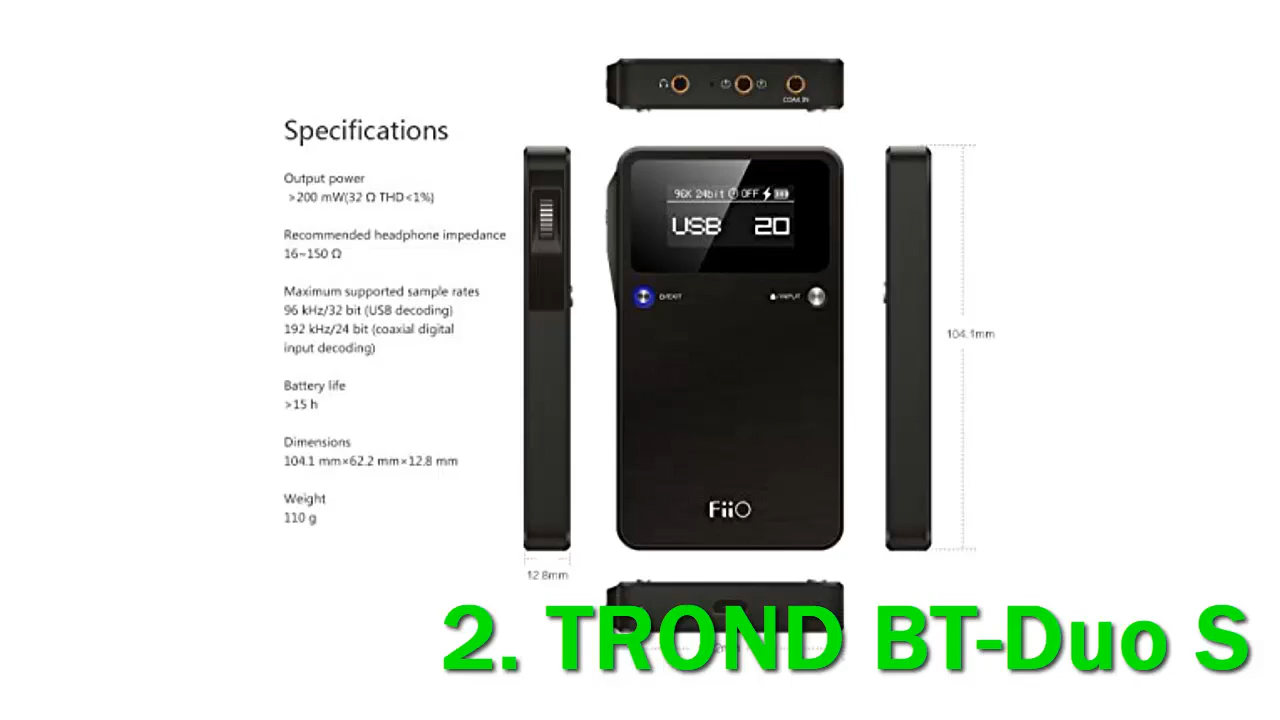 COAX.IN
Specifications
Output power
>200 mW(32 Ω THD<1%)
Recommended headphone impedance
16~150 Ω
Maximum supported sample rates
96 kHz/32 bit (USB decoding)
192 kHz/24 bit (coaxial digital
input decoding)
Battery life
>15 h
Dimensions
104.1 mm×62.2 mm×12.8 mm
Weight
110 g
96K 24bit OFF
USB 20
/EXIT
/INPUT
104.1mm
FiiO
12.8mm
2. TROND BT-Duo S